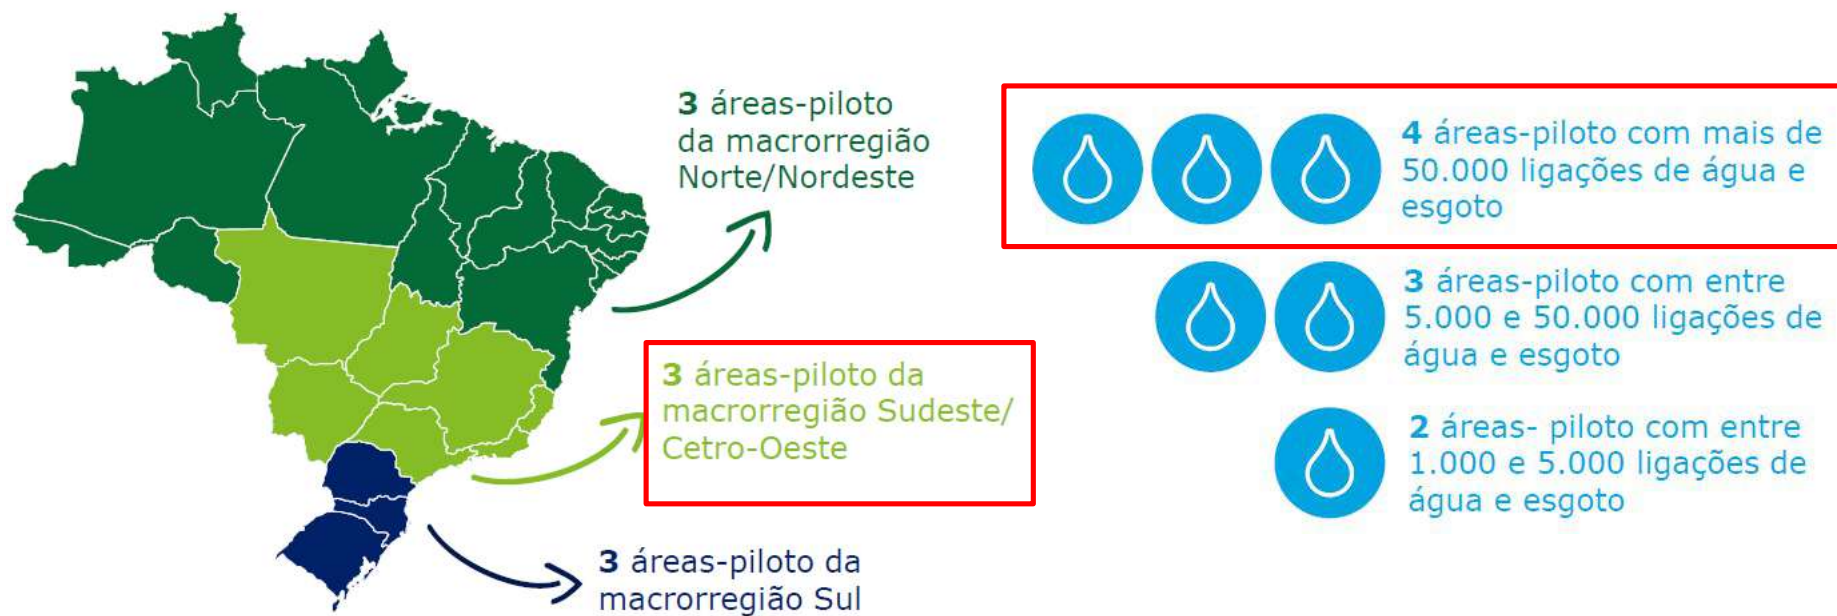 3 áreas-piloto
da macrorregião
Norte/Nordeste
3 áreas-piloto da
macrorregião Sudeste/
Cetro-Oeste
3 áreas-piloto da
macrorregião Sul
4 áreas-piloto com mais de
50.000 ligações de água e
esgoto
3 áreas-piloto com entre
5.000 e 50.000 ligações de
água e esgoto
2 áreas- piloto com entre
1.000 e 5.000 ligações de
água e esgoto